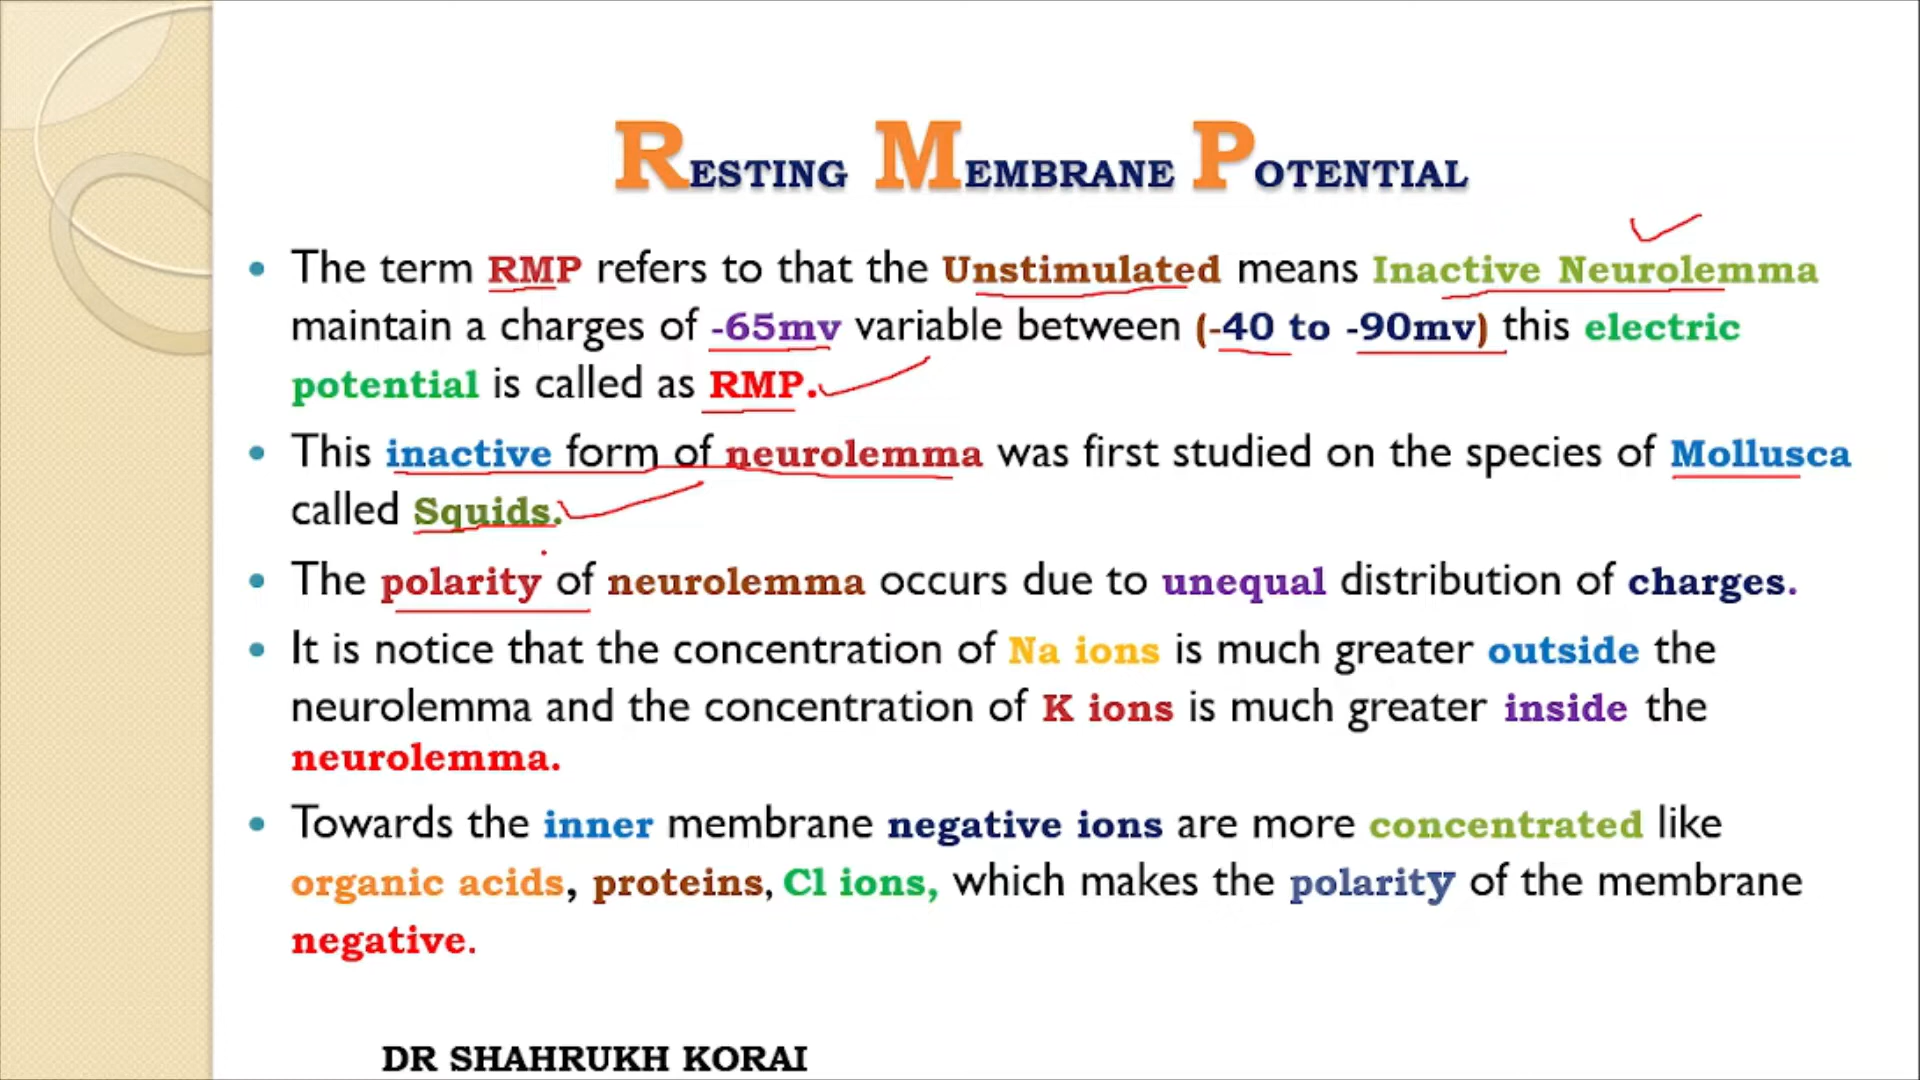 RESTING MEMBRANE POTENTIAL
• The term RMP refers to that the Unstimulated means Inactive Neurolemma
maintain a charges of -65mv variable between (-40 to -90mv) this electric
potential is called as RMP.
• This inactive form of neurolemma was first studied on the species of Mollusca
called Squids.
• The polarity of neurolemma occurs due to unequal distribution of charges.
• It is notice that the concentration of Na ions is much greater outside the
neurolemma and the concentration of K ions is much greater inside the
neurolemma.
• Towards the inner membrane negative ions are more concentrated like
organic acids, proteins, Cl ions, which makes the polarity of the membrane
negative.
DR SHAHRUKH KORAI